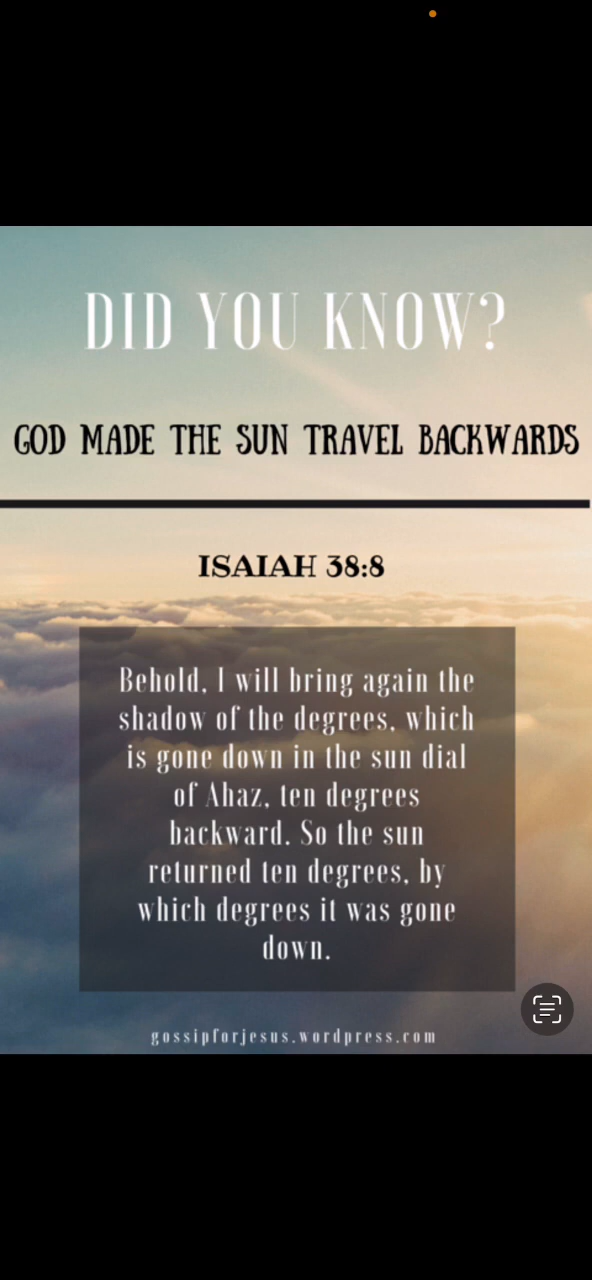 DID YOU KNOW?
GOD MADE THE SUN TRAVEL BACKWARDS
ISAIAH 38:8
Behold, I will bring again the
shadow of the degrees, which
is gone down in the sun dial
of Ahaz, ten degrees
backward. So the sun
returned ten degrees, by
which degrees it was gone
down.
gossipforjesus.wordpress.com